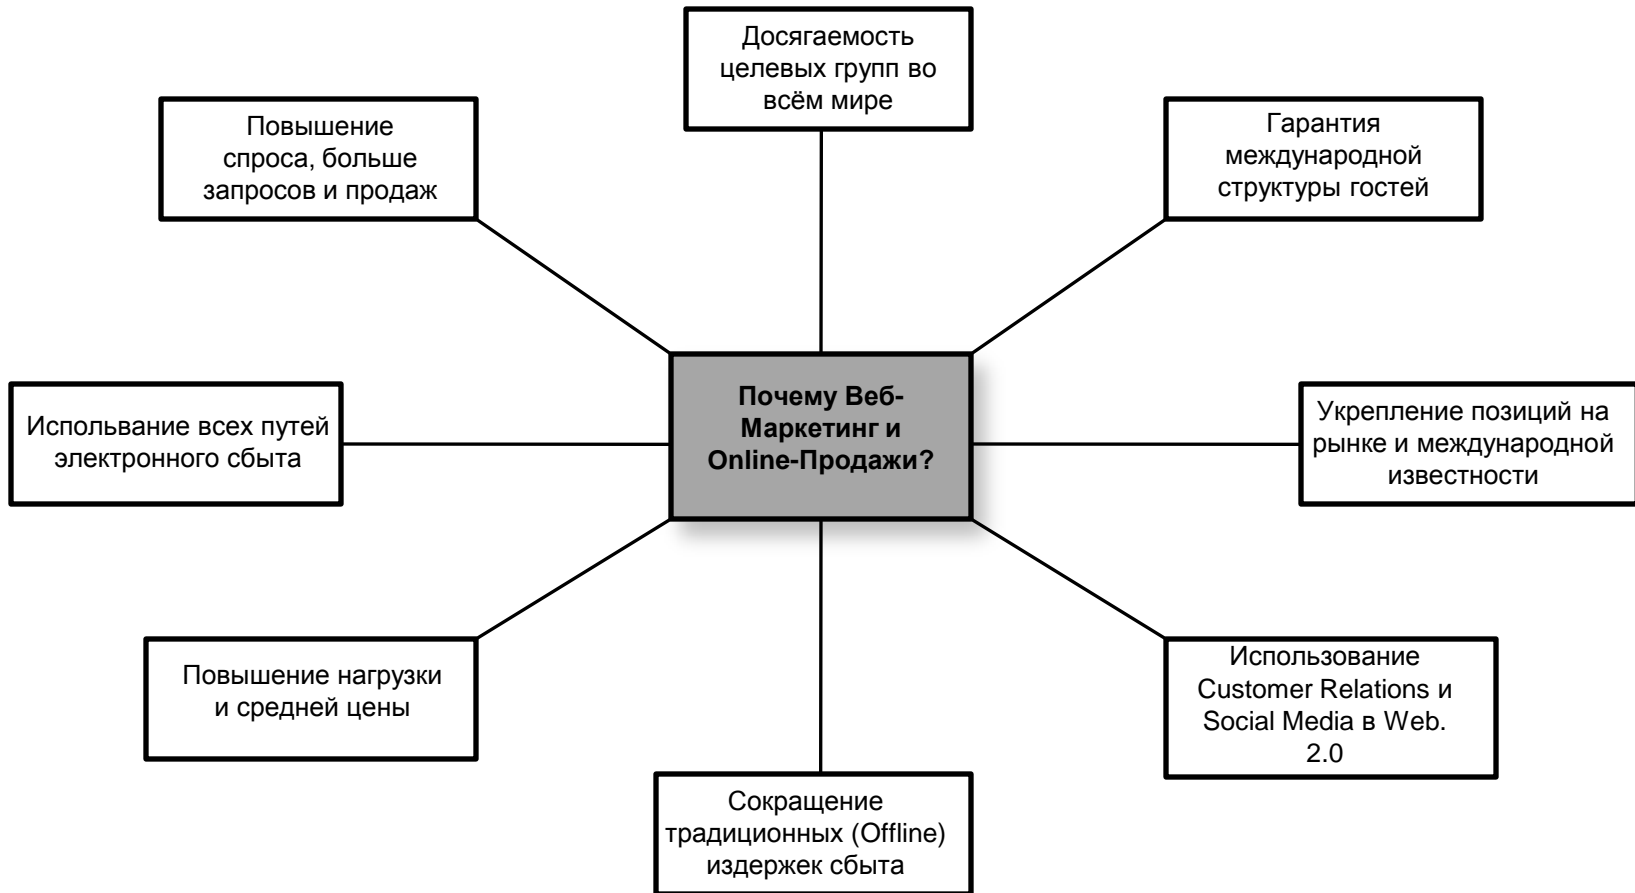 Досягаемость
целевых групп во
всём мире
Повышение
спроса, больше
запросов и продаж
Гарантия
международной
структуры гостей
Почему Веб-
Маркетинг и
Online-Продажи?
Испольвание всех путей
электронного сбыта
Укрепление позиций на
рынке и международной
известности
Повышение нагрузки
и средней цены
Использование
Customer Relations и
Social Media в Web.
2.0
Сокращение
традиционных (Offline)
издержек сбыта